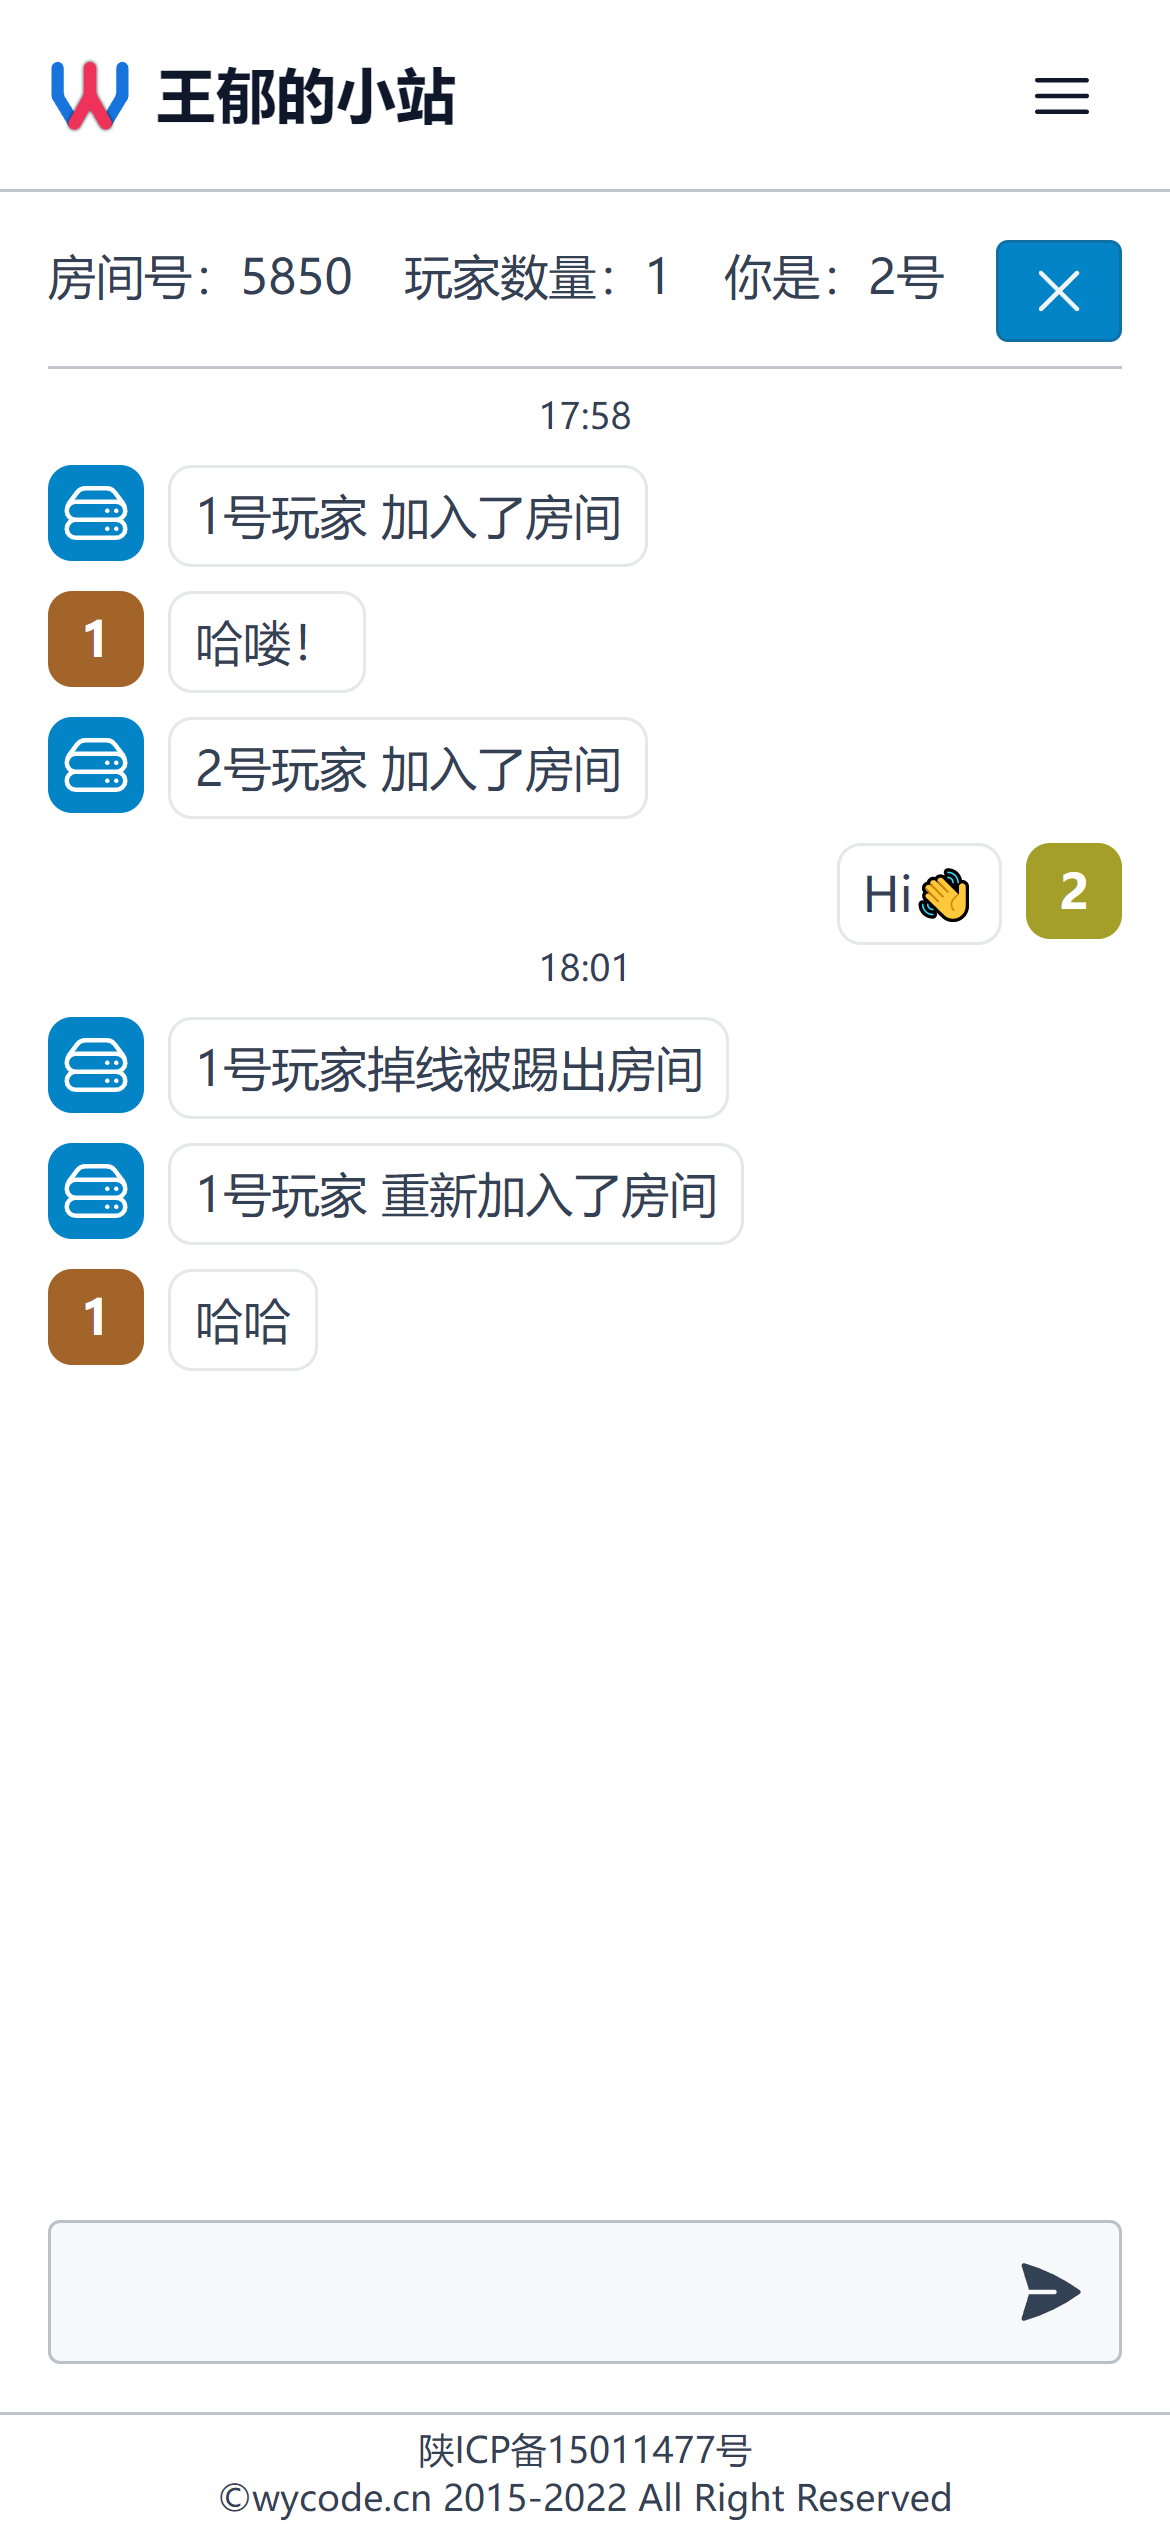 王郁的小站
房间号：5850 玩家数量：1 你是：2号
17:58
1号玩家 加入了房间
1
哈喽！
2号玩家 加入了房间
Hi👋
2
18:01
1号玩家掉线被踢出房间
1号玩家 重新加入了房间
1
哈哈
陕ICP备15011477号
©wycode.cn 2015-2022 All Right Reserved